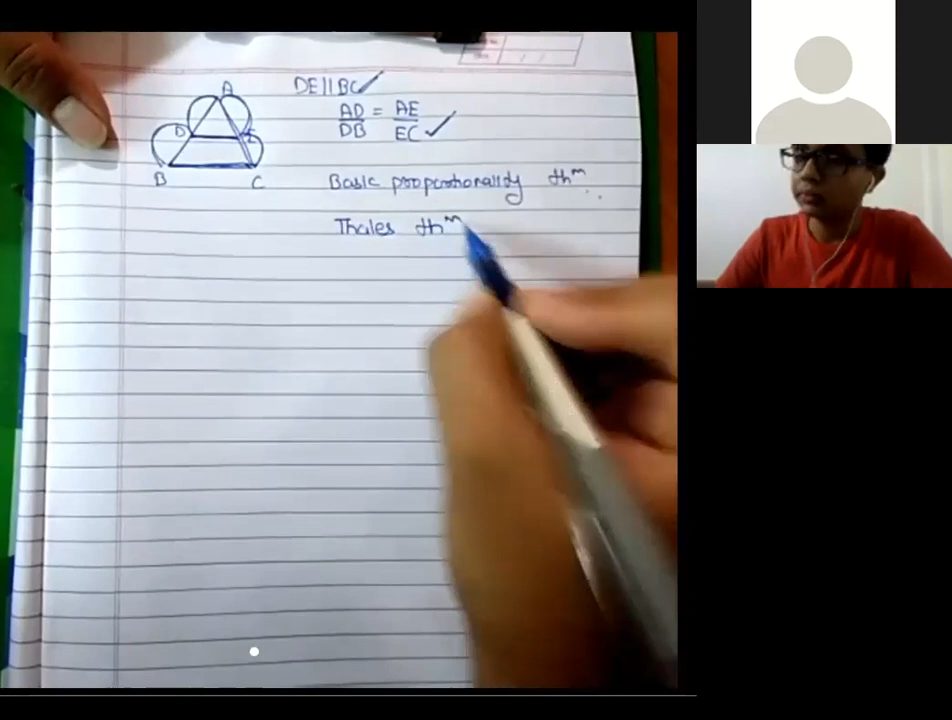 A
D E
B C
DE||BC ✓
AD/DB = AE/EC ✓
Basic proportionality thm.
Thales thm